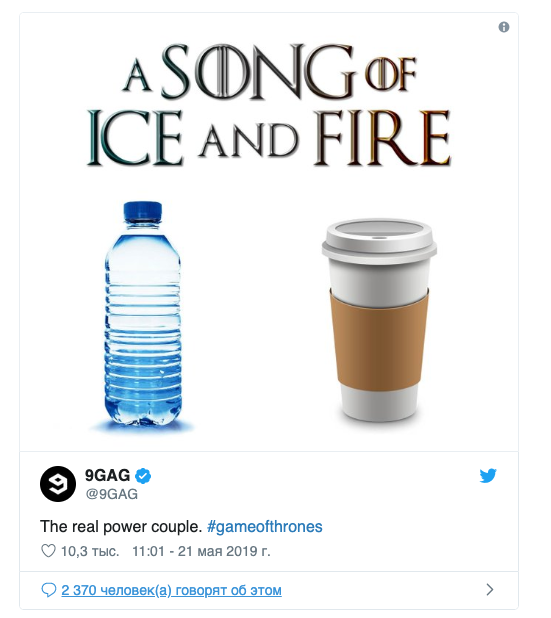 A SONG OF
ICE AND FIRE
9GAG
@9GAG
The real power couple. #gameofthrones
10,3 тыс. 11:01 - 21 мая 2019 г.
2 370 человек(а) говорят об этом